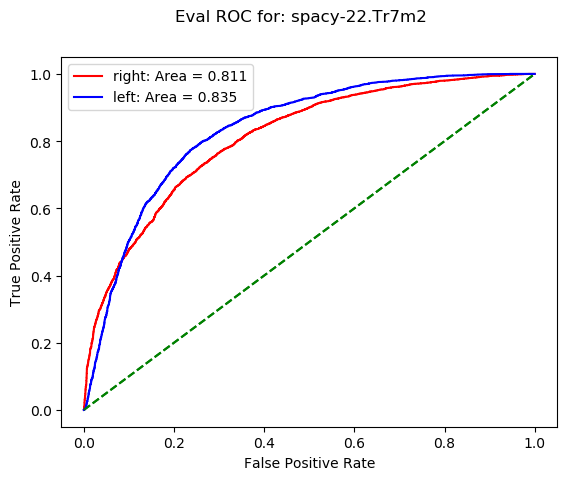 Eval ROC for: spacy-22.Tr7m2
right: Area = 0.811
left: Area = 0.835
True Positive Rate
1.0
0.8
0.6
0.4
0.2
0.0
0.0 0.2 0.4 0.6 0.8 1.0
False Positive Rate